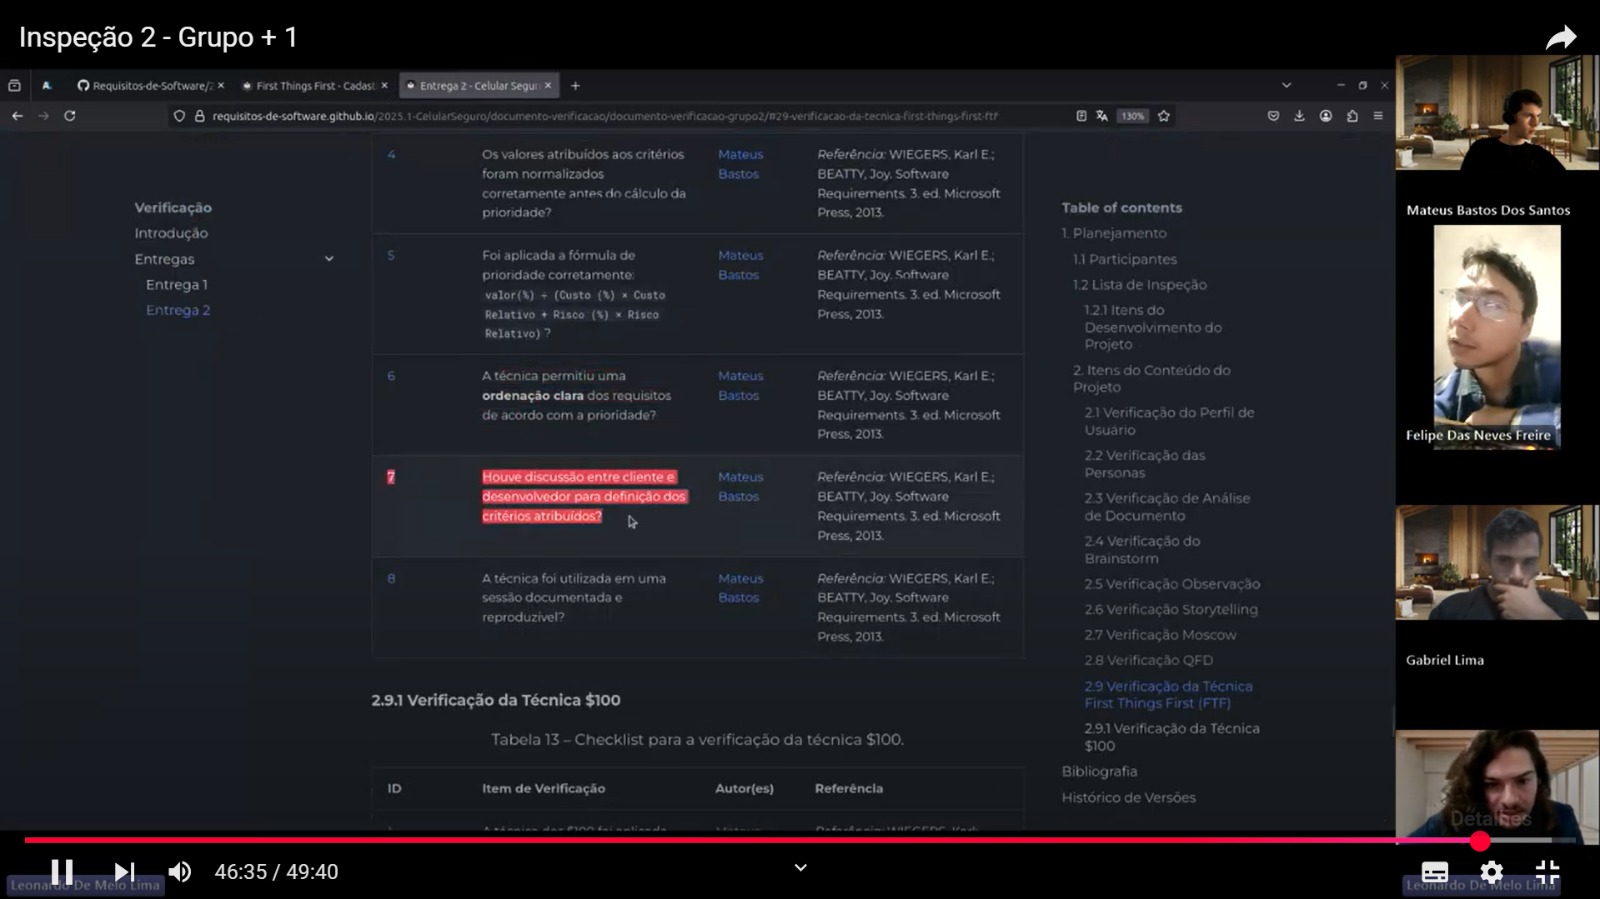 Inspeção 2 - Grupo + 1
Requisitos-de-Software/2
First Things First - Cadast
Entrega 2 - Celular Segur
requisitos-de-software.github.io/2025.1-CelularSeguro/documento-verificacao/documento-verificacao-grupo2/#29-verificacao-da-tecnica-first-things-first-ftf
130%
Verificação
Introdução
Entregas
Entrega 1
Entrega 2
4
Os valores atribuídos aos critérios
foram normalizados
corretamente antes do cálculo da
prioridade?
Mateus
Bastos
Referência: WIEGERS, Karl E.;
BEATTY, Joy. Software
Requirements. 3. ed. Microsoft
Press, 2013.
5
Foi aplicada a fórmula de
prioridade corretamente:
valor(%) ÷ (Custo (%) × Custo
Relativo + Risco (%) × Risco
Relativo) ?
Mateus
Bastos
Referência: WIEGERS, Karl E.;
BEATTY, Joy. Software
Requirements. 3. ed. Microsoft
Press, 2013.
6
A técnica permitiu uma
ordenação clara dos requisitos
de acordo com a prioridade?
Mateus
Bastos
Referência: WIEGERS, Karl E.;
BEATTY, Joy. Software
Requirements. 3. ed. Microsoft
Press, 2013.
7
Houve discussão entre cliente e
desenvolvedor para definição dos
critérios atribuídos?
Mateus
Bastos
Referência: WIEGERS, Karl E.;
BEATTY, Joy. Software
Requirements. 3. ed. Microsoft
Press, 2013.
8
A técnica foi utilizada em uma
sessão documentada e
reproduzível?
Mateus
Bastos
Referência: WIEGERS, Karl E.;
BEATTY, Joy. Software
Requirements. 3. ed. Microsoft
Press, 2013.
2.9.1 Verificação da Técnica $100
Tabela 13 – Checklist para a verificação da técnica $100.
ID Item de Verificação Autor(es) Referência
Table of contents
1. Planejamento
1.1 Participantes
1.2 Lista de Inspeção
1.2.1 Itens do
Desenvolvimento do
Projeto
2. Itens do Conteúdo do
Projeto
2.1 Verificação do Perfil de
Usuário
2.2 Verificação das
Personas
2.3 Verificação de Análise
de Documento
2.4 Verificação do
Brainstorm
2.5 Verificação Observação
2.6 Verificação Storytelling
2.7 Verificação Moscow
2.8 Verificação QFD
2.9 Verificação da Técnica
First Things First (FTF)
2.9.1 Verificação da Técnica
$100
Bibliografia
Histórico de Versões
Mateus Bastos Dos Santos
Felipe Das Neves Freire
Gabriel Lima
Detalhes
46:35 / 49:40
Leonardo De Melo Lima
Leonardo De Melo Lima